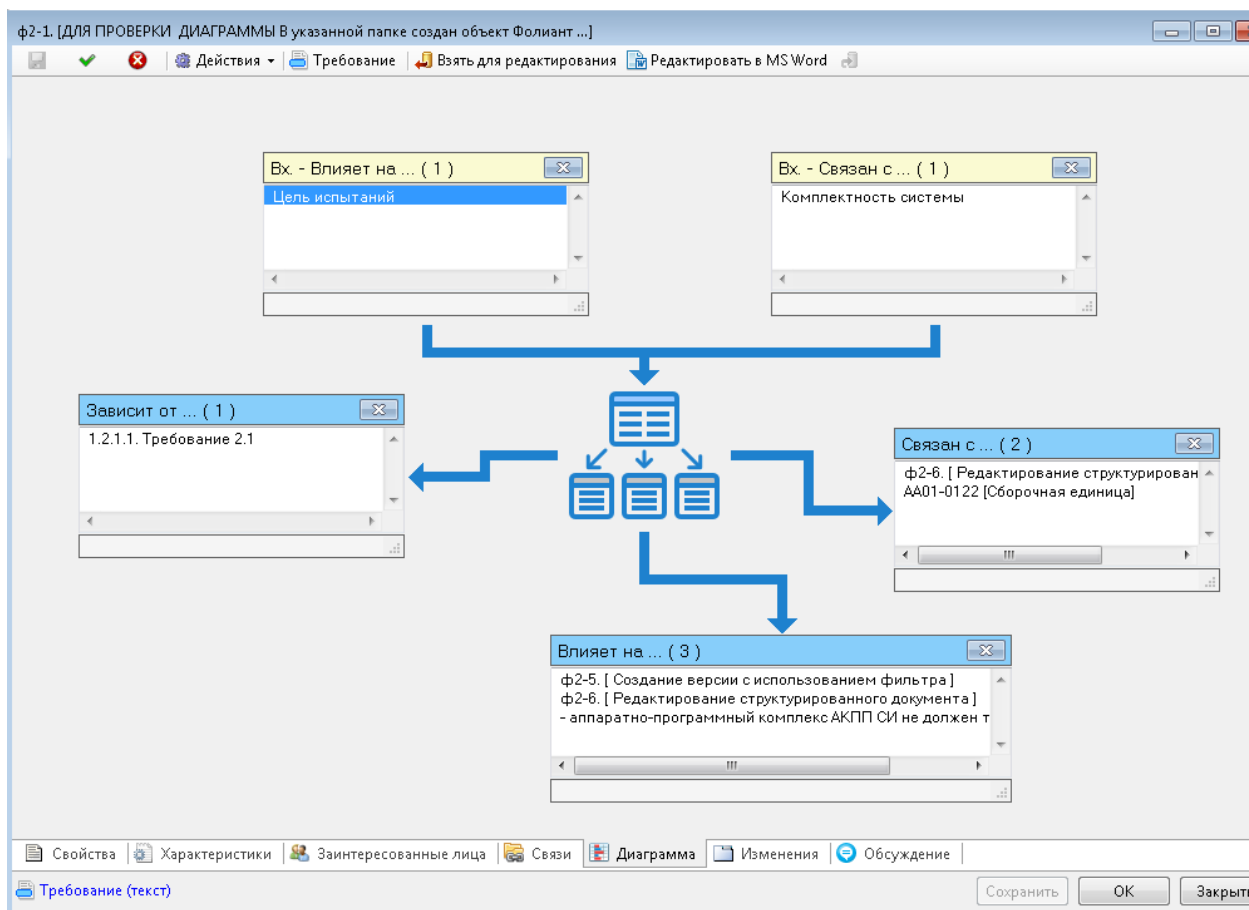 ф2-1. [ДЛЯ ПРОВЕРКИ ДИАГРАММЫ В указанной папке создан объект Фолиант ...]
Действия Требование Взять для редактирования Редактировать в MS Word
Вх. - Влияет на ... ( 1 )
Цель испытаний
Вх. - Связан с ... ( 1 )
Комплектность системы
Зависит от ... ( 1 )
1.2.1.1. Требование 2.1
Связан с ... ( 2 )
ф2-6. [ Редактирование структурирован
АА01-0122 [Сборочная единица]
Влияет на ... ( 3 )
ф2-5. [ Создание версии с использованием фильтра ]
ф2-6. [ Редактирование структурированного документа ]
- аппаратно-программный комплекс АКПП СИ не должен т
Свойства Характеристики Заинтересованные лица Связи Диаграмма Изменения Обсуждение
Требование (текст)
Сохранить ОК Закрыть